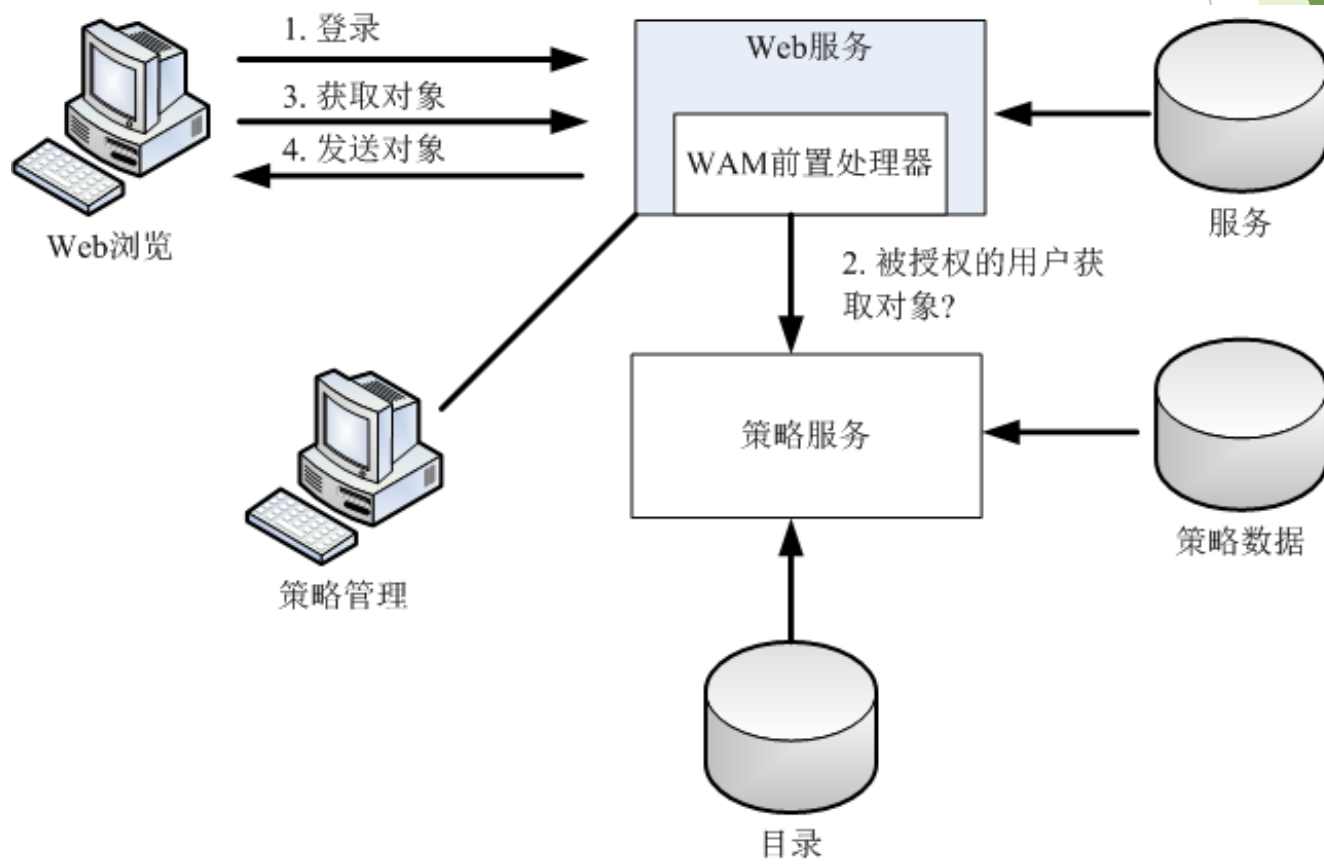 1. 登录
Web服务
3. 获取对象
4. 发送对象
WAM前置处理器
Web浏览
服务
2. 被授权的用户获
取对象?
策略服务
策略数据
策略管理
目录